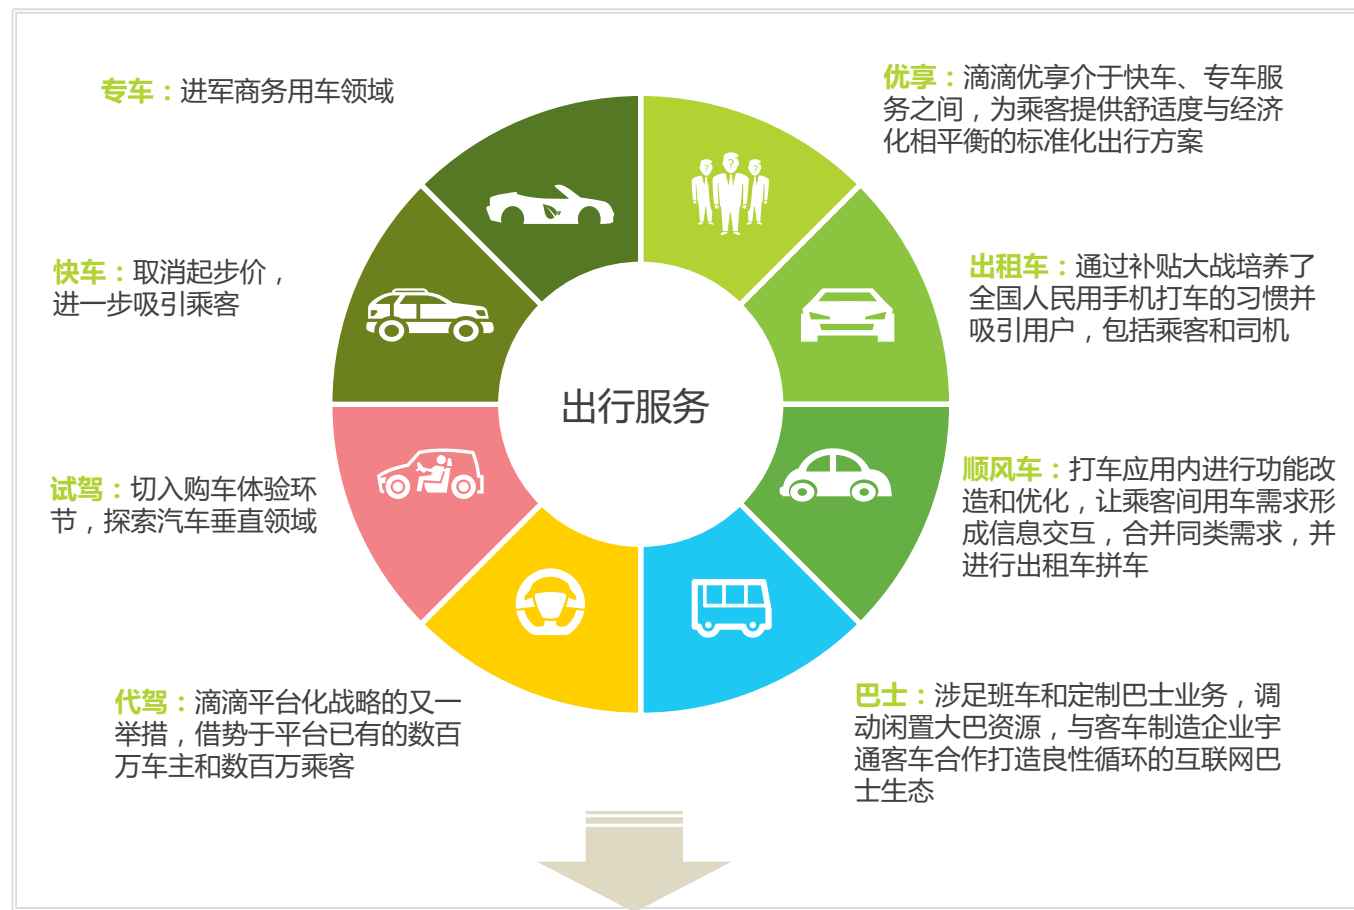 专车：进军商务用车领域
优享：滴滴优享介于快车、专车服
务之间，为乘客提供舒适度与经济
化相平衡的标准化出行方案
快车：取消起步价，
进一步吸引乘客
出租车：通过补贴大战培养了
全国人民用手机打车的习惯并
吸引用户，包括乘客和司机
出行服务
试驾：切入购车体验环
节，探索汽车垂直领域
顺风车：打车应用内进行功能改
造和优化，让乘客间用车需求形
成信息交互，合并同类需求，并
进行出租车拼车
代驾：滴滴平台化战略的又一
举措，借势于平台已有的数百
万车主和数百万乘客
巴士：涉足班车和定制巴士业务，调
动闲置大巴资源，与客车制造企业宇
通客车合作打造良性循环的互联网巴
士生态
? ? ?